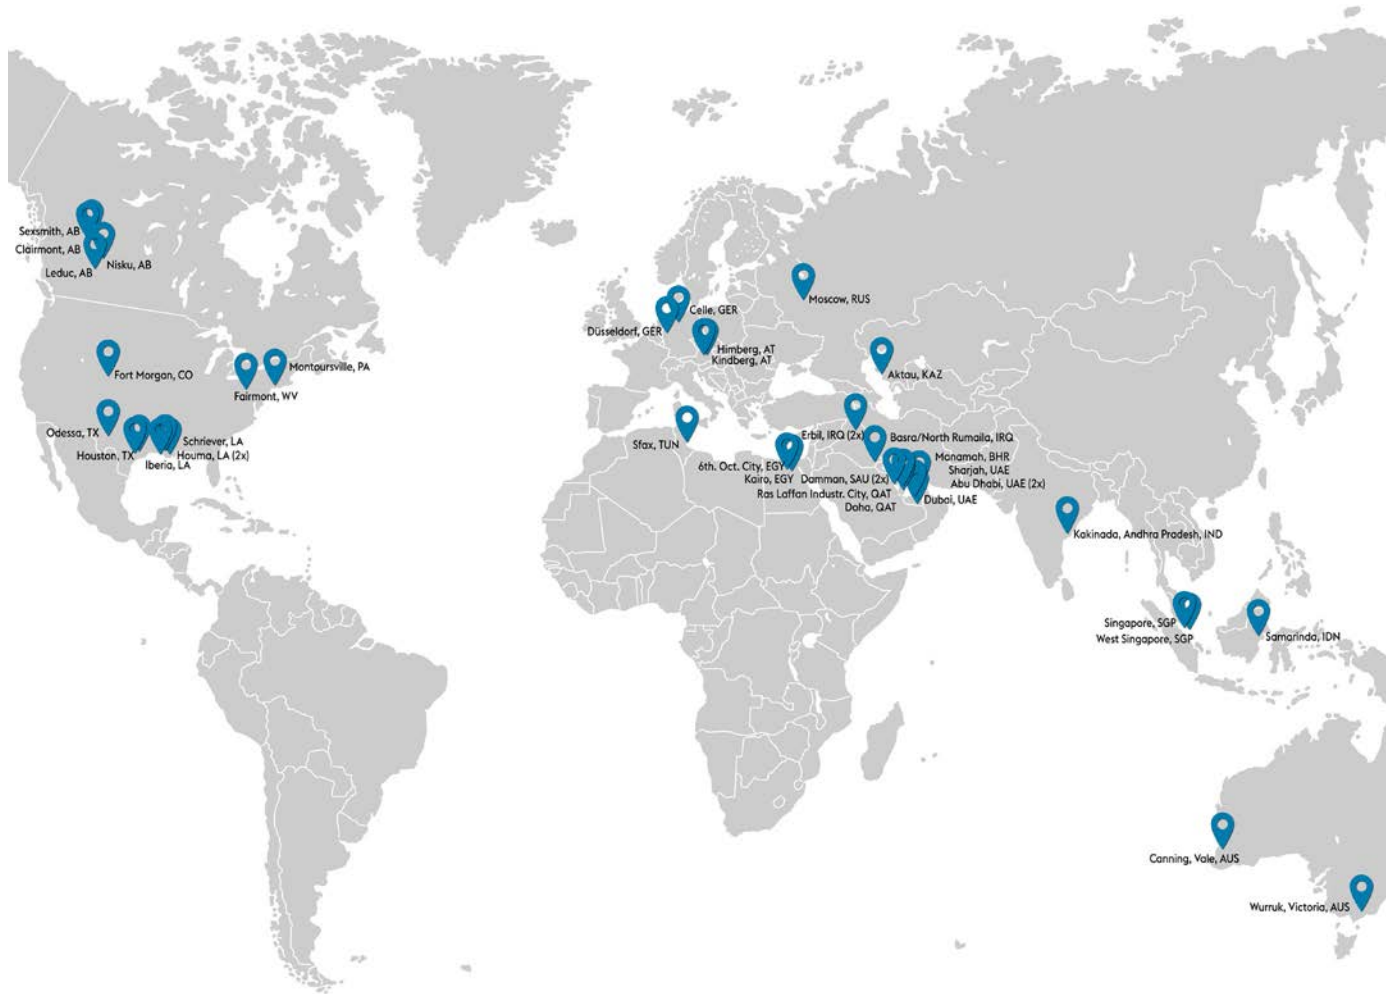 Sexsmith, AB
Clairmont, AB
Nisku, AB
Leduc, AB
Fort Morgan, CO
Montoursville, PA
Fairmont, WV
Odessa, TX
Houston, TX
Schriever, LA
Houma, LA (2x)
Iberia, LA
Moscow, RUS
Celle, GER
Düsseldorf, GER
Himberg, AT
Kindberg, AT
Aktau, KAZ
Sfax, TUN
Erbil, IRQ (2x)
Basra/North Rumaila, IRQ
6th. Oct. City, EGY
Kairo, EGY
Damman, SAU (2x)
Manamah, BHR
Sharjah, UAE
Abu Dhabi, UAE (2x)
Ras Laffan Industr. City, QAT
Doha, QAT
Dubai, UAE
Kakinada, Andhra Pradesh, IND
Singapore, SGP
West Singapore, SGP
Samarinda, IDN
Canning, Vale, AUS
Wurruk, Victoria, AUS